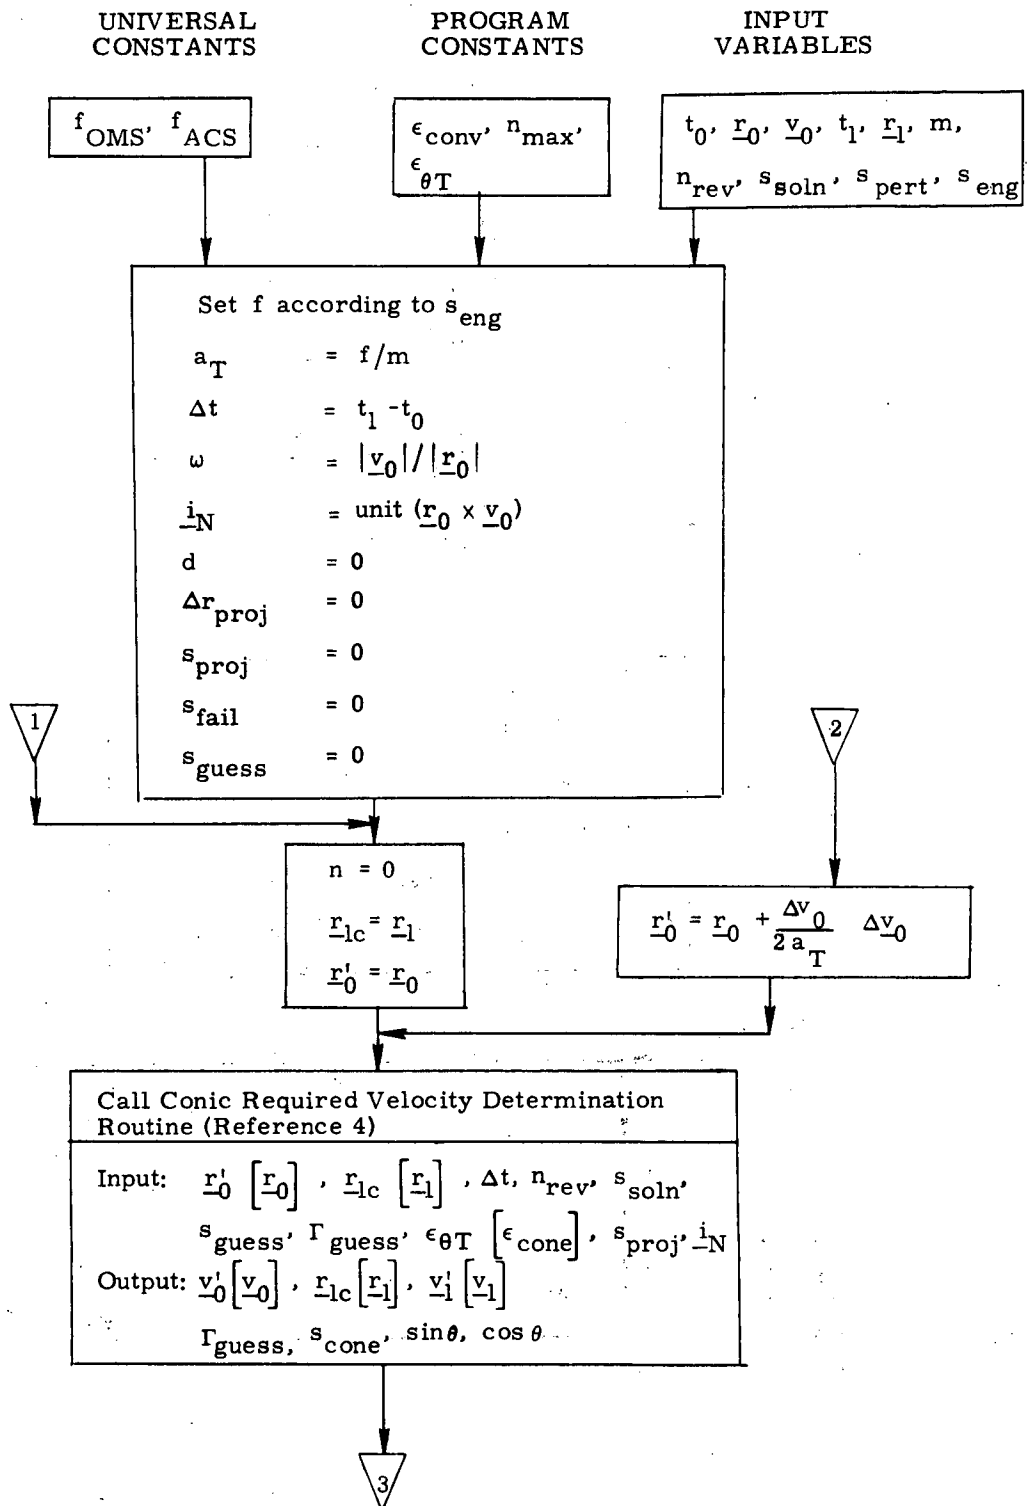 UNIVERSAL CONSTANTS
PROGRAM CONSTANTS
INPUT VARIABLES
f_OMS, f_ACS
ε_conv, n_max,
ε_θT
t_0, r_0, v_0, t_1, r_1, m,
n_rev, s_soln, s_pert, s_eng
Set f according to s_eng
a_T = f/m
Δt = t_1 - t_0
ω = |v_0|/|r_0|
i_N = unit (r_0 × v_0)
d = 0
Δr_proj = 0
s_proj = 0
s_fail = 0
s_guess = 0
1
2
n = 0
r_1c = r_1
r'_0 = r_0
r'_0 = r_0 + Δv_0 / 2 a_T Δv_0
Call Conic Required Velocity Determination
Routine (Reference 4)
Input: r'_0 [r_0] , r_1c [r_1] , Δt, n_rev, s_soln,
s_guess, Γ_guess, ε_θT [ε_cone] , s_proj, i_N
Output: v'_0 [v_0] , r_1c [r_1] , v'_1 [v_1]
Γ_guess, s_cone, sin θ, cos θ
3